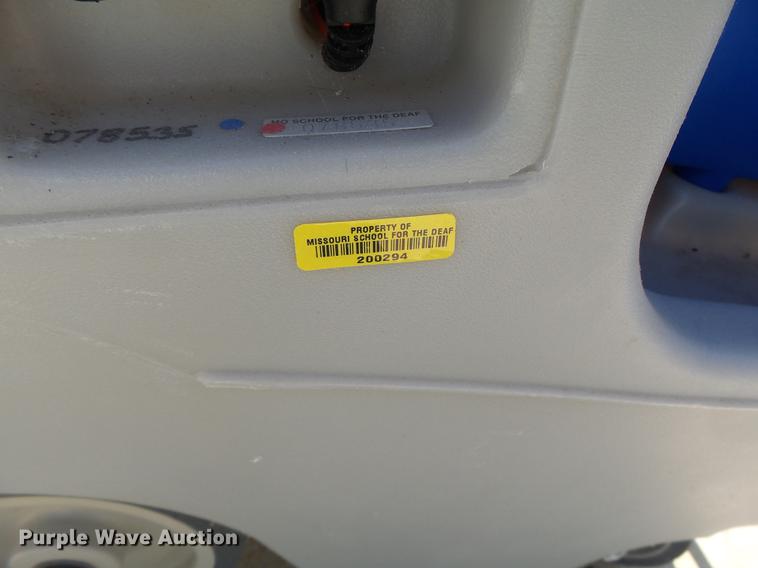 078535
MO SCHOOL FOR THE DEAF
PROPERTY OF
MISSOURI SCHOOL FOR THE DEAF
200294
Purple Wave Auction